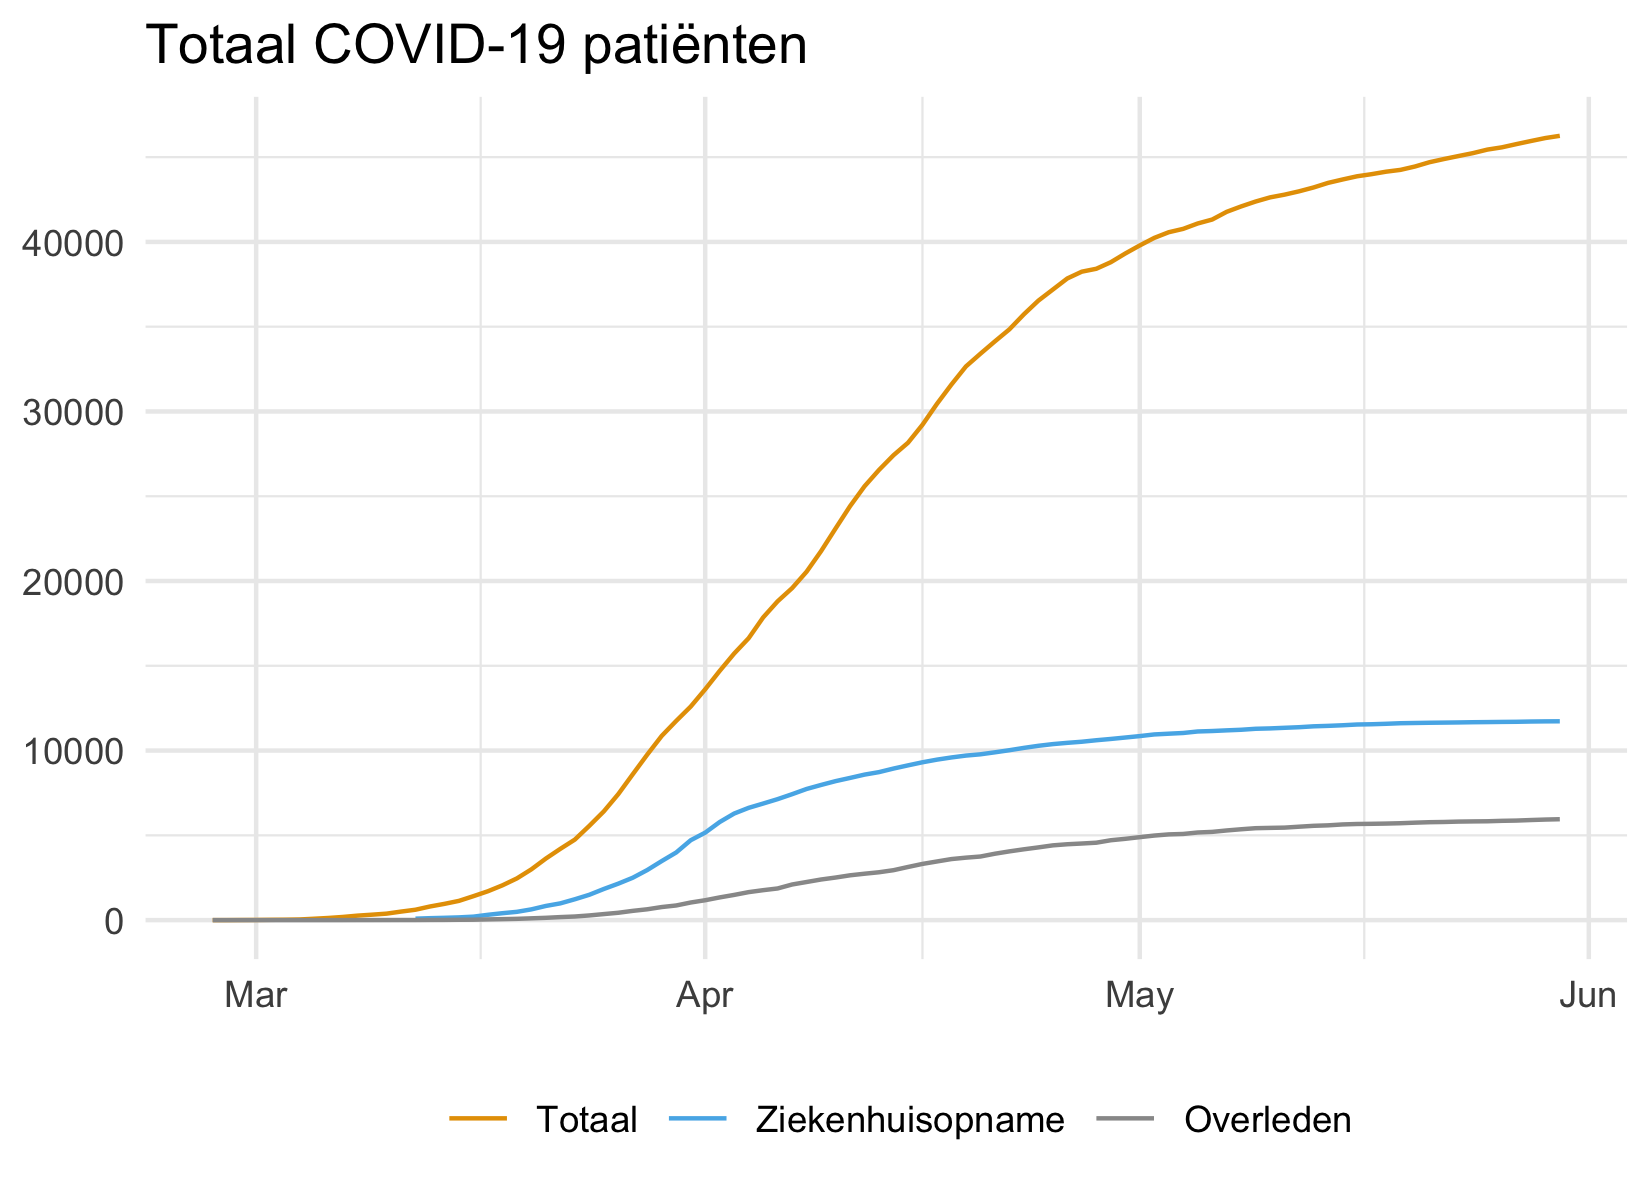 Totaal COVID-19 patiënten
40000
30000
20000
10000
0
Mar Apr May Jun
Totaal Ziekenhuisopname Overleden